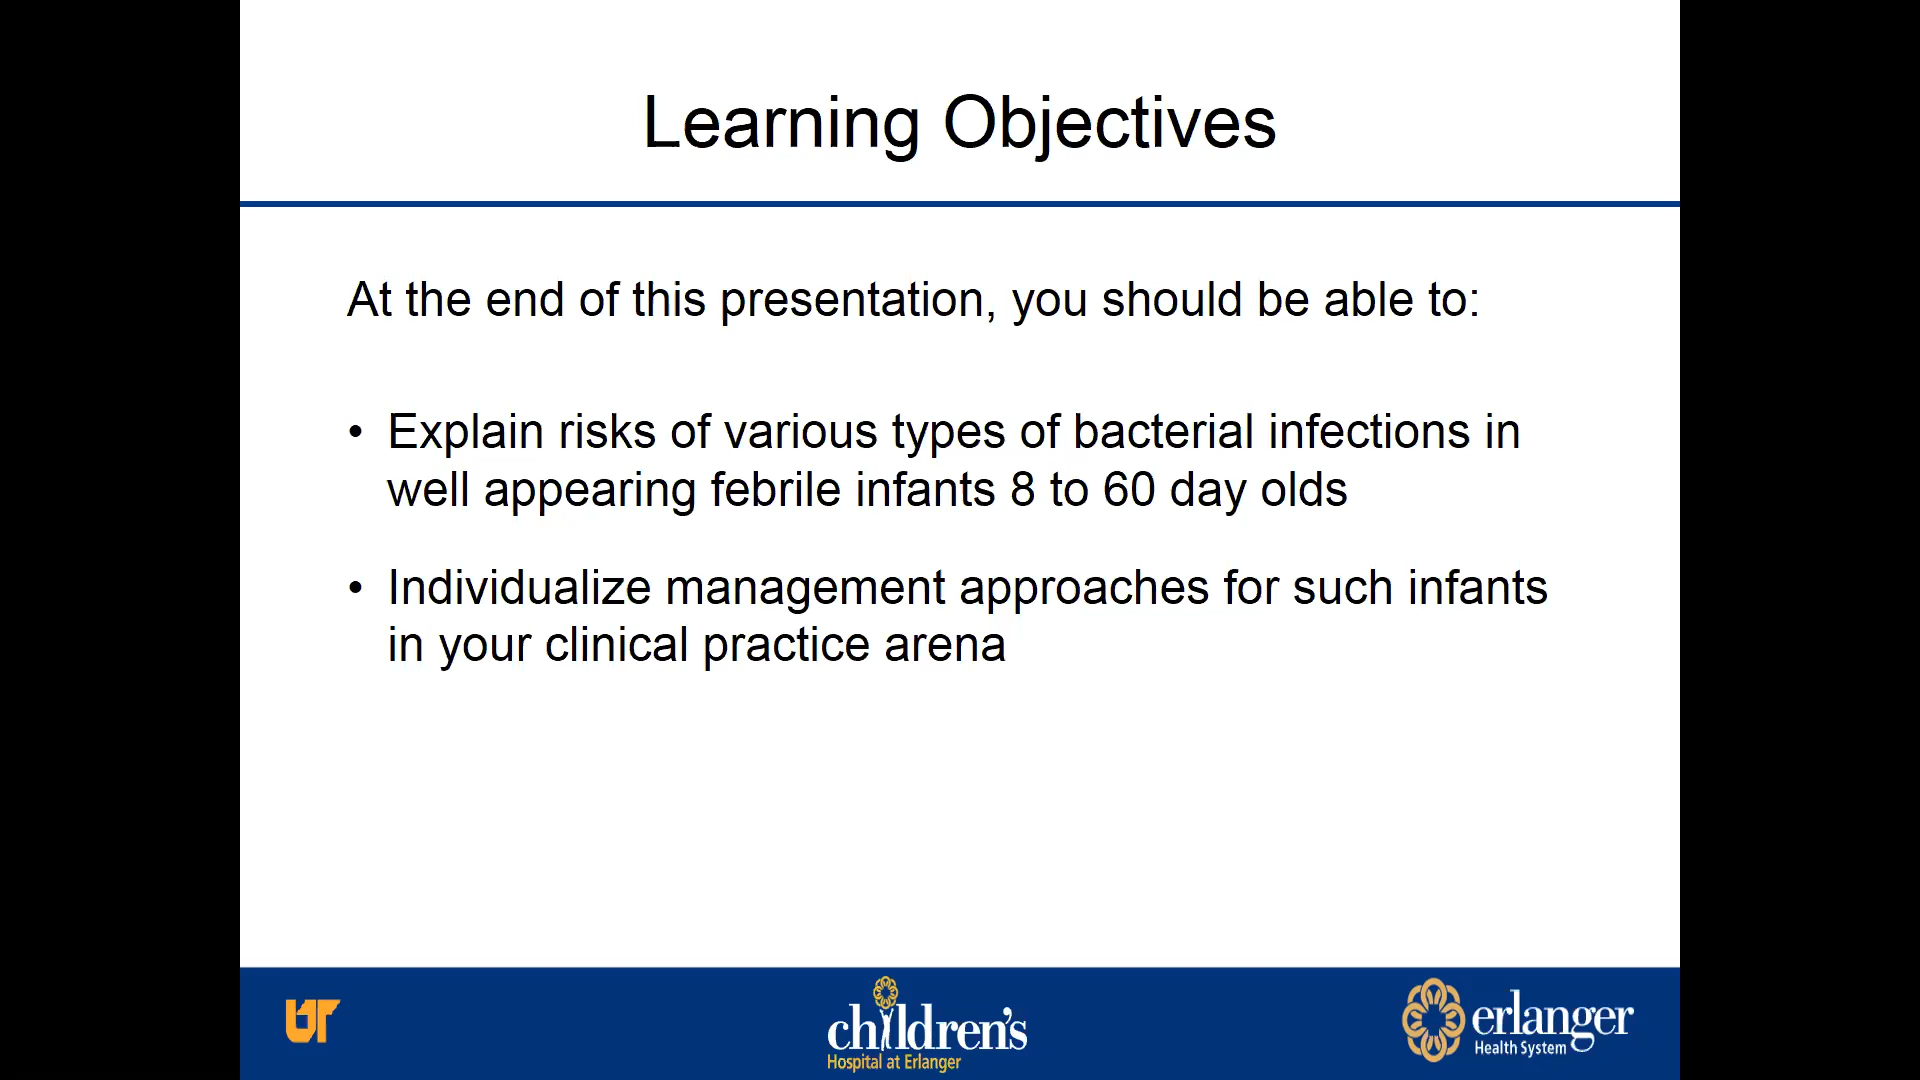 Learning Objectives
At the end of this presentation, you should be able to:
• Explain risks of various types of bacterial infections in
well appearing febrile infants 8 to 60 day olds
• Individualize management approaches for such infants
in your clinical practice arena
UT
children's
Hospital at Erlanger
erlanger
Health System